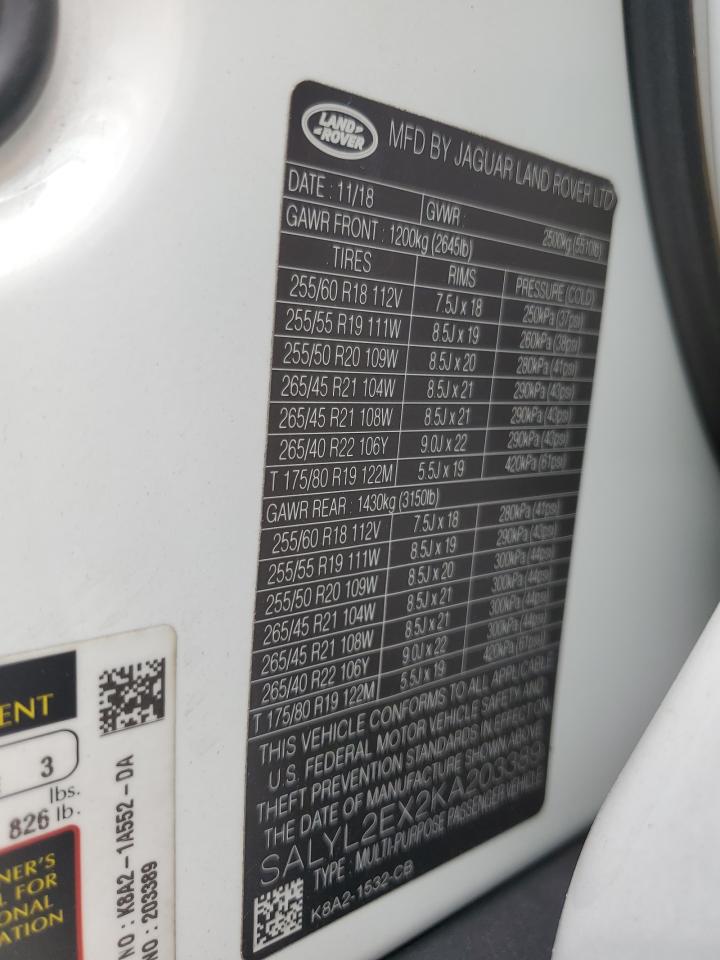 LAND ROVER
MFD BY JAGUAR LAND ROVER LTD
DATE : 11/18 GVWR : 2500kg (5510lb)
GAWR FRONT : 1200kg (2645lb)
TIRES RIMS PRESSURE (COLD)
255/60 R18 112V 7.5J x 18 250kPa (37psi)
255/55 R19 111W 8.5J x 19 260kPa (38psi)
255/50 R20 109W 8.5J x 20 280kPa (41psi)
265/45 R21 104W 8.5J x 21 290kPa (43psi)
265/45 R21 108W 8.5J x 21 290kPa (43psi)
265/40 R22 106Y 9.0J x 22 290kPa (43psi)
T 175/80 R19 122M 5.5J x 19 420kPa (61psi)
GAWR REAR : 1430kg (3150lb)
255/60 R18 112V 7.5J x 18 280kPa (41psi)
255/55 R19 111W 8.5J x 19 290kPa (43psi)
255/50 R20 109W 8.5J x 20 300kPa (44psi)
265/45 R21 104W 8.5J x 21 300kPa (44psi)
265/45 R21 108W 8.5J x 21 300kPa (44psi)
265/40 R22 106Y 9.0J x 22 300kPa (44psi)
T 175/80 R19 122M 5.5J x 19 420kPa (61psi)
THIS VEHICLE CONFORMS TO ALL APPLICABLE
U.S. FEDERAL MOTOR VEHICLE SAFETY AND
THEFT PREVENTION STANDARDS IN EFFECT ON
THE DATE OF MANUFACTURE SHOWN ABOVE
SALYL2EX2KA203389
TYPE : MULTI-PURPOSE PASSENGER VEHICLE
K8A2-1532-CB
ENT
3
lbs.
826 lb.
NER'S
L FOR
IONAL
ATION
NO : K8A2-1A552-DA
NO : 203389